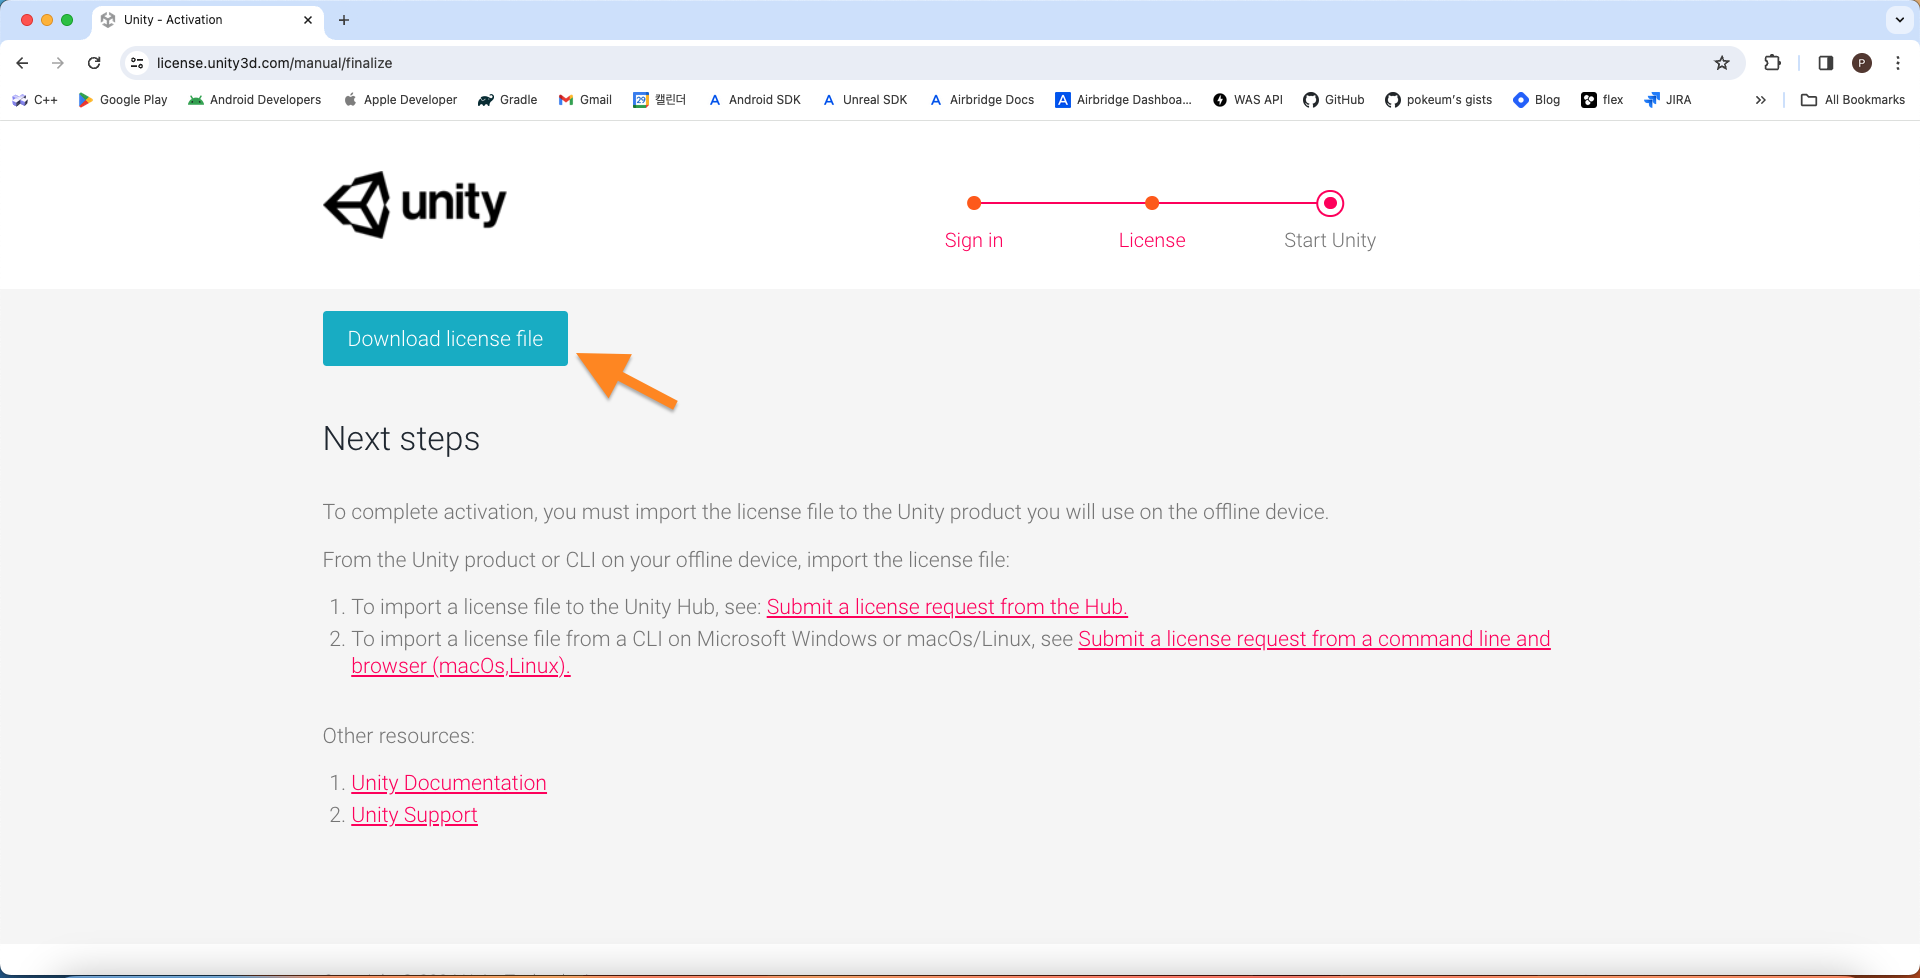 Unity - Activation
license.unity3d.com/manual/finalize
P
C++ Google Play Android Developers Apple Developer Gradle Gmail 29 캘린더 Android SDK Unreal SDK Airbridge Docs Airbridge Dashboa... WAS API GitHub pokeum's gists Blog flex JIRA All Bookmarks
unity
Sign in License Start Unity
Download license file
Next steps
To complete activation, you must import the license file to the Unity product you will use on the offline device.
From the Unity product or CLI on your offline device, import the license file:
1. To import a license file to the Unity Hub, see: Submit a license request from the Hub.
2. To import a license file from a CLI on Microsoft Windows or macOs/Linux, see Submit a license request from a command line and
browser (macOs,Linux).
Other resources:
1. Unity Documentation
2. Unity Support